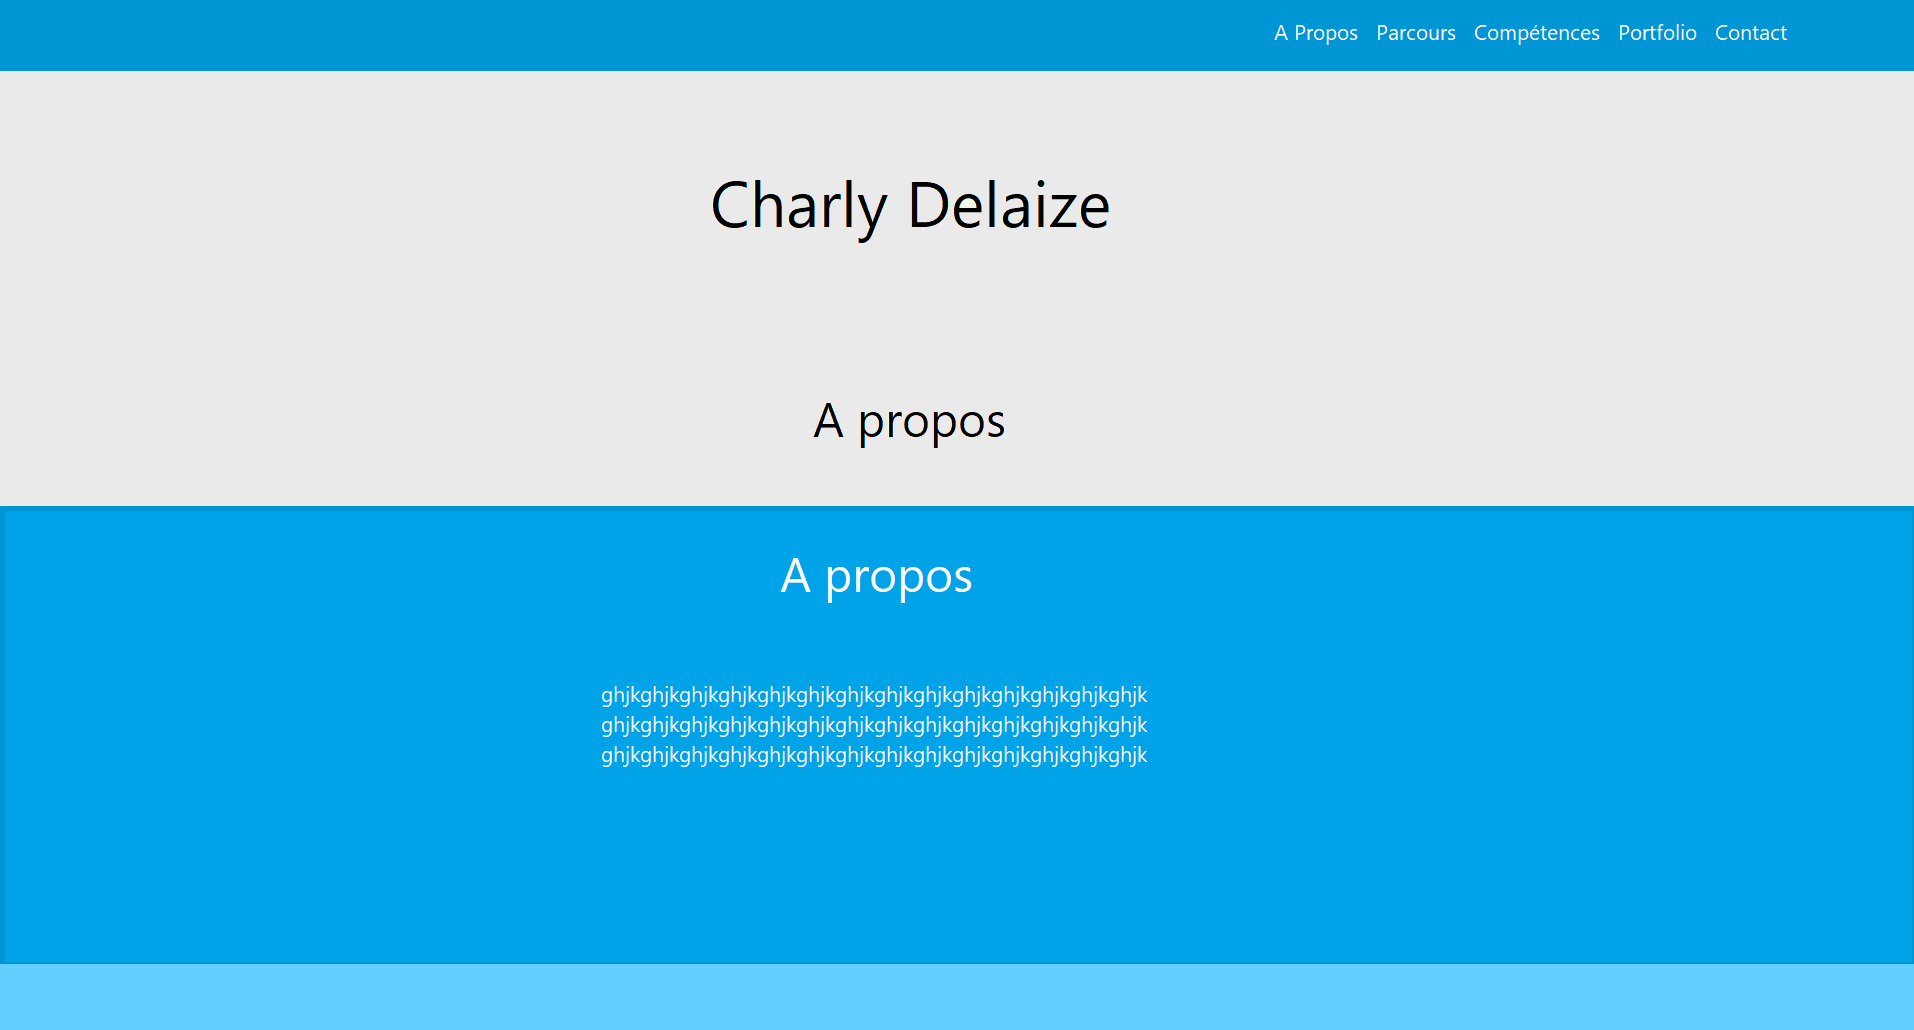 A Propos Parcours Compétences Portfolio Contact
Charly Delaize
A propos
A propos
ghjkghjkghjkghjkghjkghjkghjkghjkghjkghjkghjkghjkghjkghjk
ghjkghjkghjkghjkghjkghjkghjkghjkghjkghjkghjkghjkghjkghjk
ghjkghjkghjkghjkghjkghjkghjkghjkghjkghjkghjkghjkghjkghjk